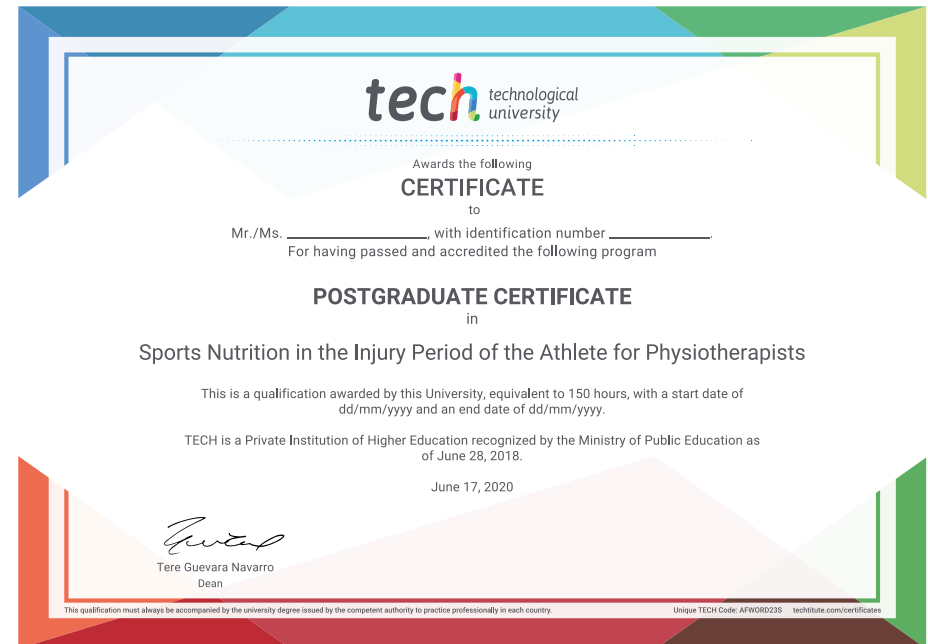 tech technological
university
Awards the following
CERTIFICATE
to
Mr./Ms. ____________________, with identification number ______________.
For having passed and accredited the following program
POSTGRADUATE CERTIFICATE
in
Sports Nutrition in the Injury Period of the Athlete for Physiotherapists
This is a qualification awarded by this University, equivalent to 150 hours, with a start date of
dd/mm/yyyy and an end date of dd/mm/yyyy.
TECH is a Private Institution of Higher Education recognized by the Ministry of Public Education as
of June 28, 2018.
June 17, 2020
Tere Guevara Navarro
Dean
This qualification must always be accompanied by the university degree issued by the competent authority to practice professionally in each country. Unique TECH Code: AFWORD23S techtitute.com/certificates